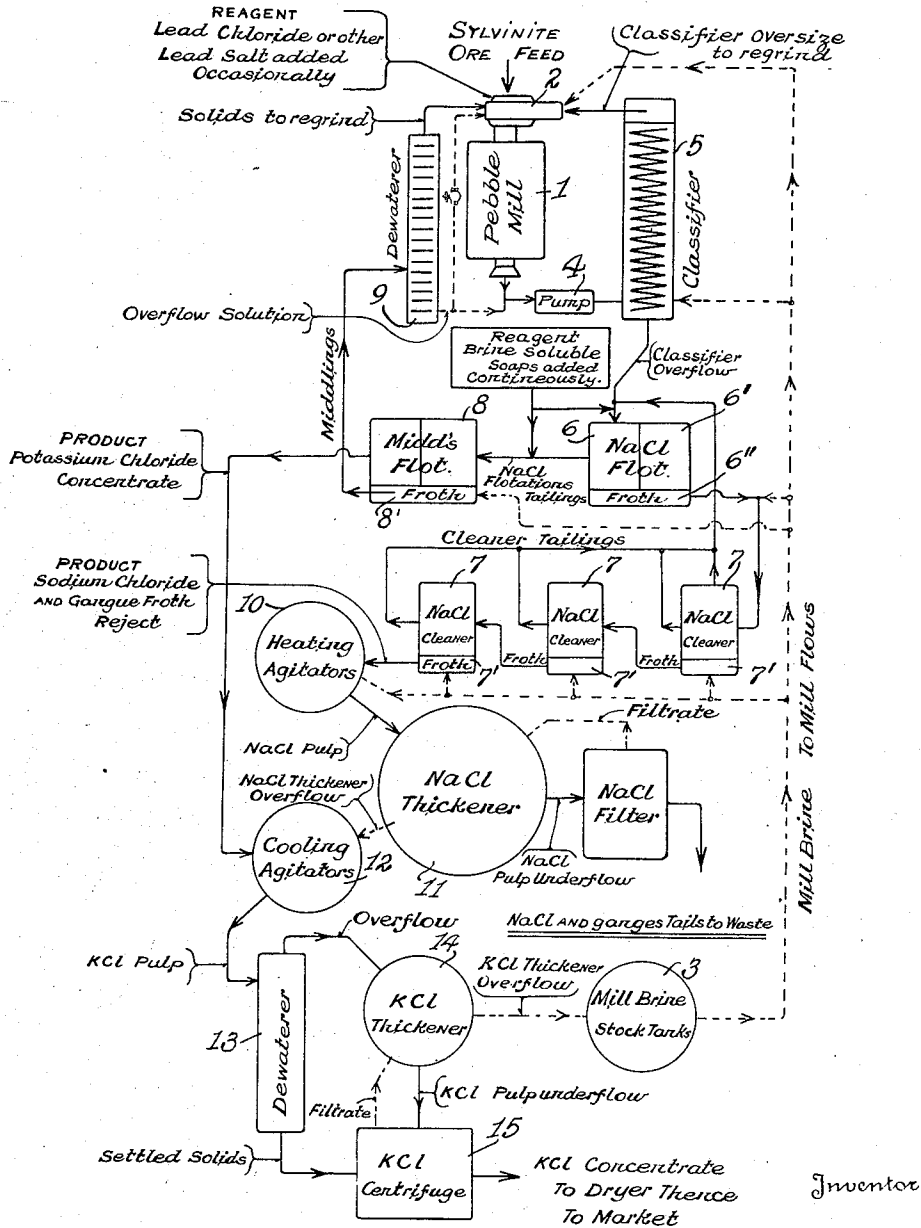 REAGENT
Lead Chloride or other
Lead Salt added
Occasionally
SYLVINITE
ORE FEED
Classifier Oversize
to regrind
2
Solids to regrind
5
Dewaterer
Pebble
Mill
1
Classifier
4
Pump
9
Overflow Solution
Reagent
Brine Soluble
Soaps added
Contineously.
Classifier
Overflow
Middlings
8
6'
PRODUCT
Potassium Chloride
Concentrate
Midd's
Flot.
6
NaCl
Flot.
6"
NaCl
Flotations
Tailings
Froth
8'
Froth
Cleaner Tailings
PRODUCT
Sodium Chloride
AND Gangue Froth
Reject
7
7
7
10
NaCl
Cleaner
NaCl
Cleaner
NaCl
Cleaner
Heating
Agitators
Froth
7'
Froth
7'
Froth
7'
Mill Brine To Mill Flows
Filtrate
NaCl Pulp
NaCl Thickener
Overflow
NaCl
Thickener
NaCl
Filter
Cooling
Agitators
12
11
NaCl
Pulp Underflow
Overflow
NaCl AND ganges Tails to Waste
14
KCl Pulp
KCl Thickener
Overflow
3
KCl
Thickener
Mill Brine
Stock Tanks
13
Dewaterer
Filtrate
KCl Pulp underflow
15
Settled Solids
KCl
Centrifuge
KCl Concentrate
To Dryer Thence
To Market
Inventor